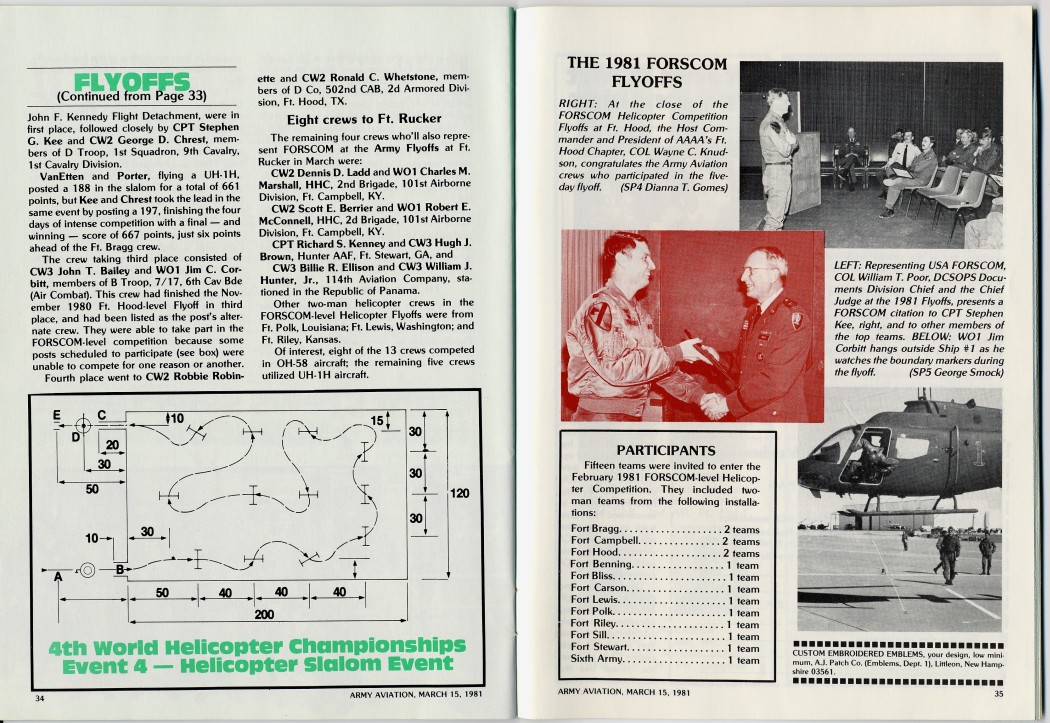 FLYOFFS
(Continued from Page 33)
John F. Kennedy Flight Detachment, were in
first place, followed closely by CPT Stephen
G. Kee and CW2 George D. Chrest, mem-
bers of D Troop, 1st Squadron, 9th Cavalry,
1st Cavalry Division.
VanEtten and Porter, flying a UH-1H,
posted a 188 in the slalom for a total of 661
points, but Kee and Chrest took the lead in the
same event by posting a 197, finishing the four
days of intense competition with a final — and
winning — score of 667 points, just six points
ahead of the Ft. Bragg crew.
The crew taking third place consisted of
CW3 John T. Bailey and WO1 Jim C. Cor-
bitt, members of B Troop, 7/17, 6th Cav Bde
(Air Combat). This crew had finished the Nov-
ember 1980 Ft. Hood-level Flyoff in third
place, and had been listed as the post's alter-
nate crew. They were able to take part in the
FORSCOM-level competition because some
posts scheduled to participate (see box) were
unable to compete for one reason or another.
Fourth place went to CW2 Robbie Robin-
ette and CW2 Ronald C. Whetstone, mem-
bers of D Co, 502nd CAB, 2d Armored Divi-
sion, Ft. Hood, TX.
Eight crews to Ft. Rucker
The remaining four crews who'll also repre-
sent FORSCOM at the Army Flyoffs at Ft.
Rucker in March were:
CW2 Dennis D. Ladd and WO1 Charles M.
Marshall, HHC, 2nd Brigade, 101st Airborne
Division, Ft. Campbell, KY.
CW2 Scott E. Berrier and WO1 Robert E.
McConnell, HHC, 2d Brigade, 101st Airborne
Division, Ft. Campbell, KY.
CPT Richard S. Kenney and CW3 Hugh J.
Brown, Hunter AAF, Ft. Stewart, GA, and
CW3 Billie R. Ellison and CW3 William J.
Hunter, Jr., 114th Aviation Company, sta-
tioned in the Republic of Panama.
Other two-man helicopter crews in the
FORSCOM-level Helicopter Flyoffs were from
Ft. Polk, Louisiana; Ft. Lewis, Washington; and
Ft. Riley, Kansas.
Of interest, eight of the 13 crews competed
in OH-58 aircraft; the remaining five crews
utilized UH-1H aircraft.
E C 10 15
D 30
20
30 30
50 120
30
30
10
A B
50 40 40 40
200
4th World Helicopter Championships
Event 4 — Helicopter Slalom Event
34 ARMY AVIATION, MARCH 15, 1981
THE 1981 FORSCOM
FLYOFFS
RIGHT: At the close of the
FORSCOM Helicopter Competition
Flyoffs at Ft. Hood, the Host Com-
mander and President of AAAA's Ft.
Hood Chapter, COL Wayne C. Knud-
son, congratulates the Army Aviation
crews who participated in the five-
day flyoff. (SP4 Dianna T. Gomes)
LEFT: Representing USA FORSCOM,
COL William T. Poor, DCSOPS Docu-
ments Division Chief and the Chief
Judge at the 1981 Flyoffs, presents a
FORSCOM citation to CPT Stephen
Kee, right, and to other members of
the top teams. BELOW: WO1 Jim
Corbitt hangs outside Ship #1 as he
watches the boundary markers during
the flyoff. (SP5 George Smock)
PARTICIPANTS
Fifteen teams were invited to enter the
February 1981 FORSCOM-level Helicop-
ter Competition. They included two-
man teams from the following installa-
tions:
Fort Bragg. . . . . . . . . . . . . . . . . . . 2 teams
Fort Campbell. . . . . . . . . . . . . . . . 2 teams
Fort Hood. . . . . . . . . . . . . . . . . . . 2 teams
Fort Benning. . . . . . . . . . . . . . . . . 1 team
Fort Bliss. . . . . . . . . . . . . . . . . . . . 1 team
Fort Carson. . . . . . . . . . . . . . . . . . 1 team
Fort Lewis. . . . . . . . . . . . . . . . . . . 1 team
Fort Polk. . . . . . . . . . . . . . . . . . . . 1 team
Fort Riley. . . . . . . . . . . . . . . . . . . . 1 team
Fort Sill. . . . . . . . . . . . . . . . . . . . . 1 team
Fort Stewart. . . . . . . . . . . . . . . . . . 1 team
Sixth Army. . . . . . . . . . . . . . . . . . . 1 team
CUSTOM EMBROIDERED EMBLEMS, your design, low mini-
mum, A.J. Patch Co. (Emblems, Dept. 1), Littleon, New Hamp-
shire 03561.
ARMY AVIATION, MARCH 15, 1981 35